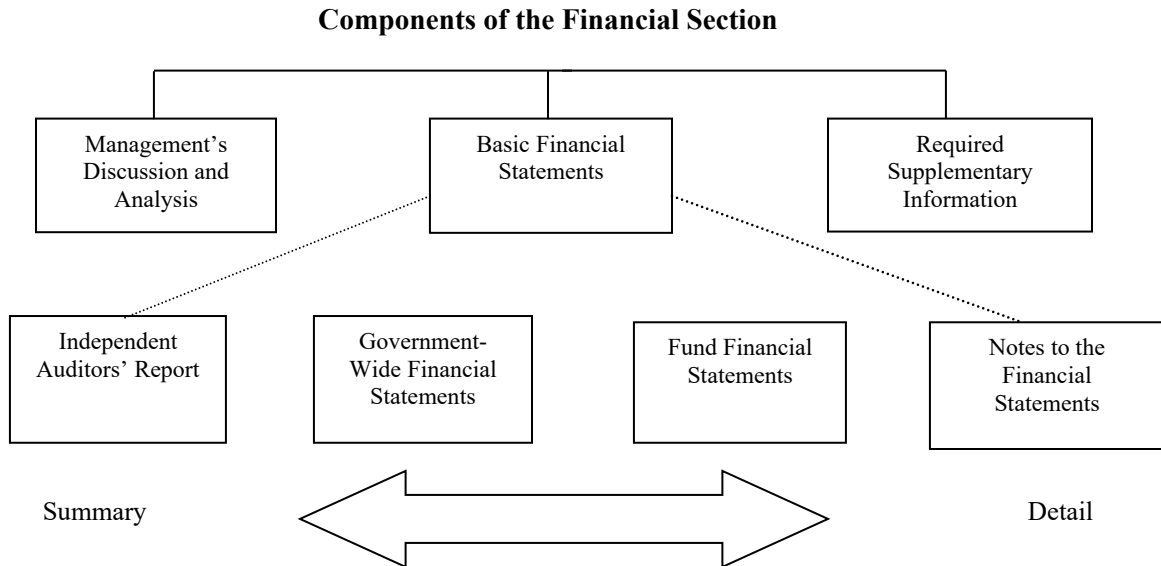 Components of the Financial Section
Management’s
Discussion and
Analysis
Basic Financial
Statements
Required
Supplementary
Information
Independent
Auditors’ Report
Government-
Wide Financial
Statements
Fund Financial
Statements
Notes to the
Financial
Statements
Summary
Detail